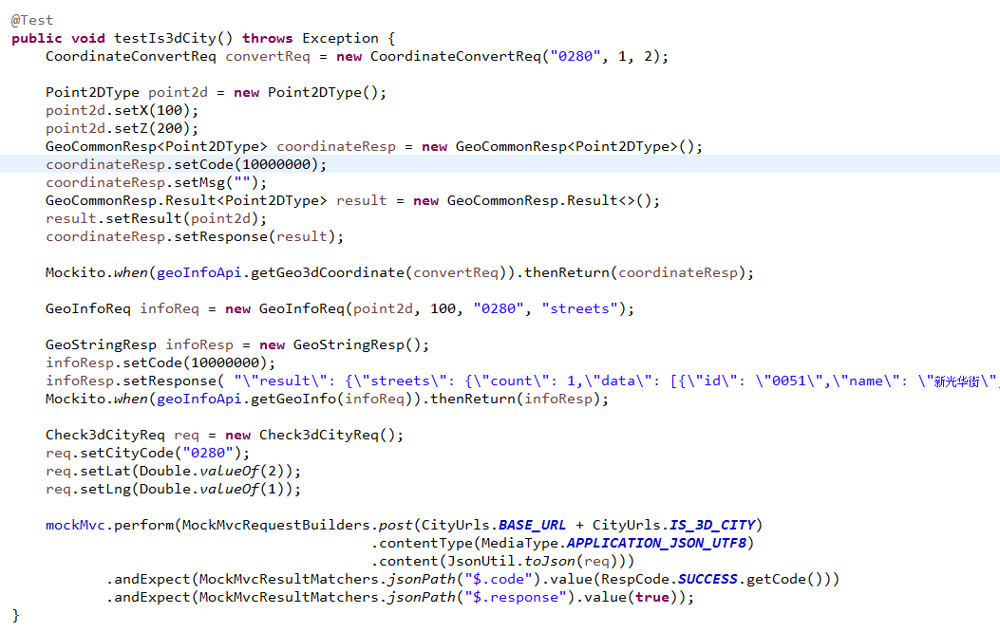 @Test
public void testIs3dCity() throws Exception {
    CoordinateConvertReq convertReq = new CoordinateConvertReq("0280", 1, 2);
    Point2DType point2d = new Point2DType();
    point2d.setX(100);
    point2d.setZ(200);
    GeoCommonResp<Point2DType> coordinateResp = new GeoCommonResp<Point2DType>();
    coordinateResp.setCode(10000000);
    coordinateResp.setMsg("");
    GeoCommonResp.Result<Point2DType> result = new GeoCommonResp.Result<>();
    result.setResult(point2d);
    coordinateResp.setResponse(result);
    Mockito.when(geoInfoApi.getGeo3dCoordinate(convertReq)).thenReturn(coordinateResp);
    GeoInfoReq infoReq = new GeoInfoReq(point2d, 100, "0280", "streets");
    GeoStringResp infoResp = new GeoStringResp();
    infoResp.setCode(10000000);
    infoResp.setResponse( "\"result\": {\"streets\": {\"count\": 1,\"data\": [{\"id\": \"0051\",\"name\": \"新光华街\",
    Mockito.when(geoInfoApi.getGeoInfo(infoReq)).thenReturn(infoResp);
    Check3dCityReq req = new Check3dCityReq();
    req.setCityCode("0280");
    req.setLat(Double.valueOf(2));
    req.setLng(Double.valueOf(1));
    mockMvc.perform(MockMvcRequestBuilders.post(CityUrls.BASE_URL + CityUrls.IS_3D_CITY)
                                          .contentType(MediaType.APPLICATION_JSON_UTF8)
                                          .content(JsonUtil.toJson(req)))
           .andExpect(MockMvcResultMatchers.jsonPath("$.code").value(RespCode.SUCCESS.getCode()))
           .andExpect(MockMvcResultMatchers.jsonPath("$.response").value(true));
}